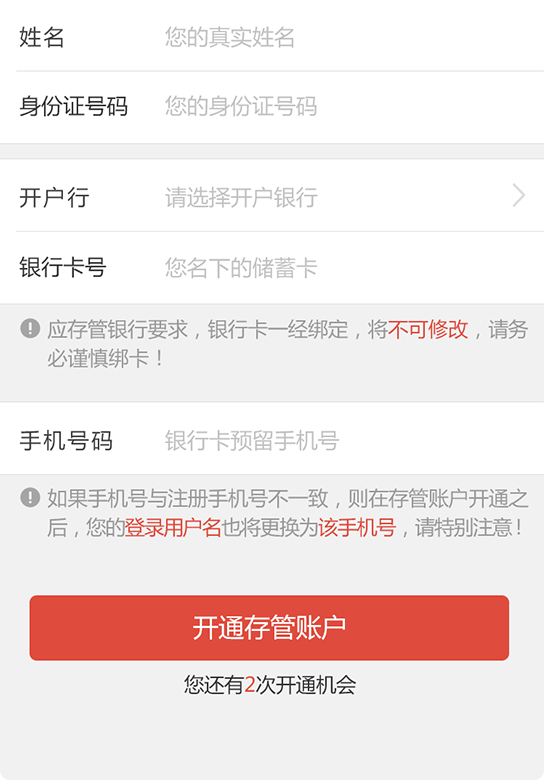 姓名 您的真实姓名
身份证号码 您的身份证号码
开户行 请选择开户银行
银行卡号 您名下的储蓄卡
应存管银行要求，银行卡一经绑定，将不可修改，请务
必谨慎绑卡！
手机号码 银行卡预留手机号
如果手机号与注册手机号不一致，则在存管账户开通之
后，您的登录用户名也将更换为该手机号，请特别注意！
开通存管账户
您还有2次开通机会